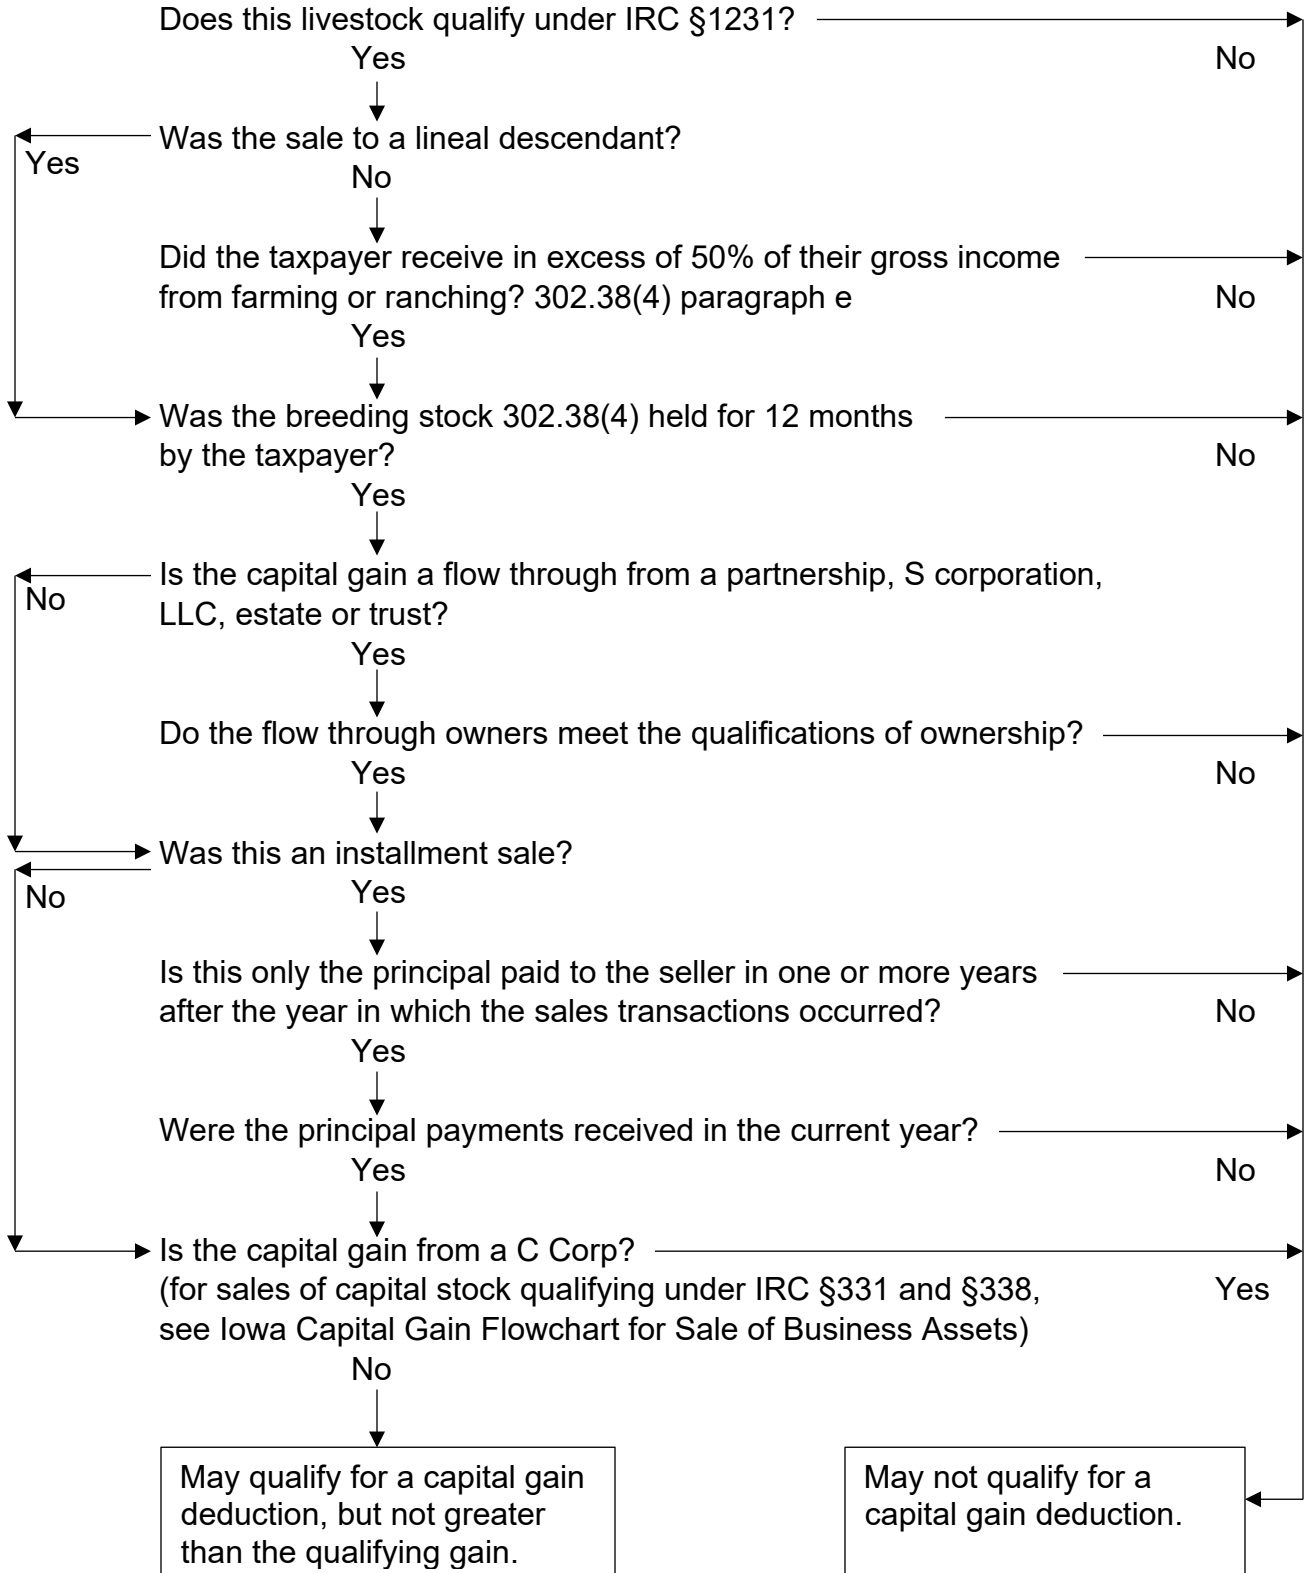 Does this livestock qualify under IRC §1231?
Yes
No
Was the sale to a lineal descendant?
Yes
No
Did the taxpayer receive in excess of 50% of their gross income
from farming or ranching? 302.38(4) paragraph e
No
Yes
Was the breeding stock 302.38(4) held for 12 months
by the taxpayer?
No
Yes
Is the capital gain a flow through from a partnership, S corporation,
No
LLC, estate or trust?
Yes
Do the flow through owners meet the qualifications of ownership?
Yes
No
Was this an installment sale?
No
Yes
Is this only the principal paid to the seller in one or more years
after the year in which the sales transactions occurred?
No
Yes
Were the principal payments received in the current year?
Yes
No
Is the capital gain from a C Corp?
(for sales of capital stock qualifying under IRC §331 and §338,
Yes
see Iowa Capital Gain Flowchart for Sale of Business Assets)
No
May qualify for a capital gain
deduction, but not greater
than the qualifying gain.
May not qualify for a
capital gain deduction.